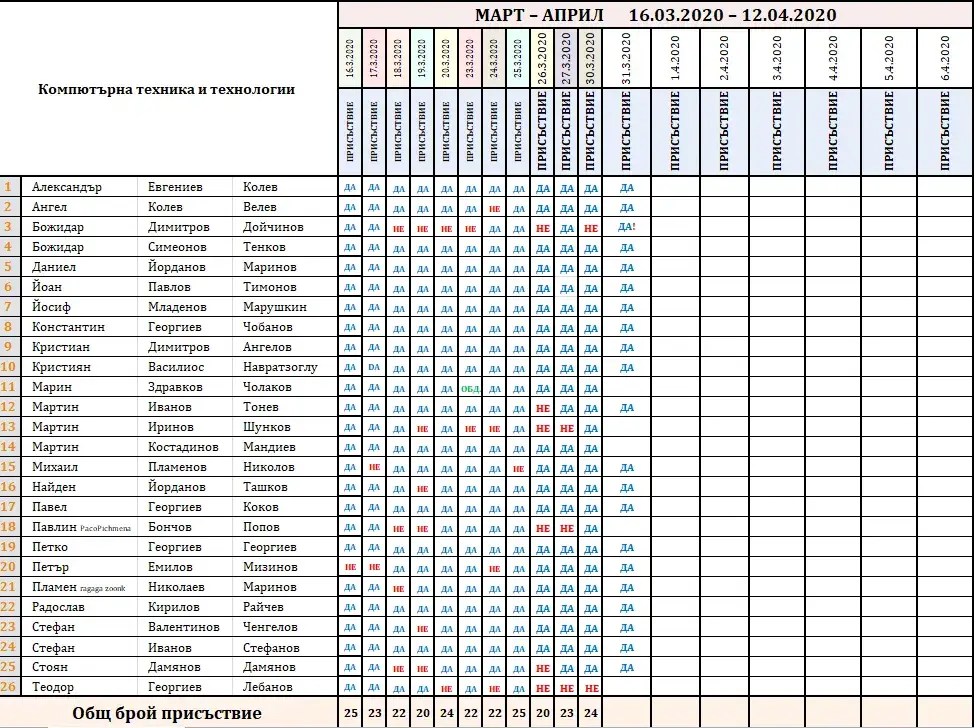 МАРТ – АПРИЛ 16.03.2020 – 12.04.2020
Компютърна техника и технологии
16.3.2020 17.3.2020 18.3.2020 19.3.2020 20.3.2020 23.3.2020 24.3.2020 25.3.2020 26.3.2020 27.3.2020 30.3.2020 31.3.2020 1.4.2020 2.4.2020 3.4.2020 4.4.2020 5.4.2020 6.4.2020
ПРИСЪСТВИЕ ПРИСЪСТВИЕ ПРИСЪСТВИЕ ПРИСЪСТВИЕ ПРИСЪСТВИЕ ПРИСЪСТВИЕ ПРИСЪСТВИЕ ПРИСЪСТВИЕ ПРИСЪСТВИЕ ПРИСЪСТВИЕ ПРИСЪСТВИЕ ПРИСЪСТВИЕ ПРИСЪСТВИЕ ПРИСЪСТВИЕ ПРИСЪСТВИЕ ПРИСЪСТВИЕ ПРИСЪСТВИЕ ПРИСЪСТВИЕ
1 Александър Евгениев Колев ДА ДА ДА ДА ДА ДА ДА ДА ДА ДА ДА ДА
2 Ангел Колев Велев ДА ДА ДА ДА ДА ДА НЕ ДА ДА ДА ДА ДА
3 Божидар Димитров Дойчинов ДА ДА НЕ НЕ НЕ НЕ ДА ДА НЕ ДА НЕ ДА!
4 Божидар Симеонов Тенков ДА ДА ДА ДА ДА ДА ДА ДА ДА ДА ДА ДА
5 Даниел Йорданов Маринов ДА ДА ДА ДА ДА ДА ДА ДА ДА ДА ДА ДА
6 Йоан Павлов Тимонов ДА ДА ДА ДА ДА ДА ДА ДА ДА ДА ДА ДА
7 Йосиф Младенов Марушкин ДА ДА ДА ДА ДА ДА ДА ДА ДА ДА ДА ДА
8 Константин Георгиев Чобанов ДА ДА ДА ДА ДА ДА ДА ДА ДА ДА ДА ДА
9 Кристиан Димитров Ангелов ДА ДА ДА ДА ДА ДА ДА ДА ДА ДА ДА ДА
10 Християн Василиос Навратзоглу ДА DА ДА ДА ДА ДА ДА ДА ДА ДА ДА ДА
11 Марин Здравков Чолаков ДА ДА ДА ДА ДА ОБД. ДА ДА ДА ДА ДА
12 Мартин Иванов Тонев ДА ДА ДА ДА ДА ДА ДА ДА НЕ ДА ДА ДА
13 Мартин Иринов Шунков ДА ДА ДА НЕ ДА НЕ НЕ ДА НЕ НЕ ДА
14 Мартин Костадинов Мандиев ДА ДА ДА ДА ДА ДА ДА ДА ДА ДА ДА
15 Михаил Пламенов Николов ДА НЕ ДА ДА ДА ДА ДА НЕ ДА ДА ДА ДА
16 Найден Йорданов Ташков ДА ДА ДА НЕ ДА ДА ДА ДА ДА ДА ДА ДА
17 Павел Георгиев Коков ДА ДА ДА ДА ДА ДА ДА ДА ДА ДА ДА ДА
18 Павлин PacoPichmena Бончов Попов ДА ДА НЕ НЕ ДА ДА ДА ДА НЕ НЕ ДА
19 Петко Георгиев Георгиев ДА ДА ДА ДА ДА ДА ДА ДА ДА ДА ДА ДА
20 Петър Емилов Мизинов НЕ НЕ ДА ДА ДА ДА НЕ ДА ДА ДА ДА ДА
21 Пламен ragaga zoonk Николаев Маринов ДА ДА НЕ ДА ДА ДА ДА ДА ДА ДА ДА ДА
22 Радослав Кирилов Райчев ДА ДА ДА ДА ДА ДА ДА ДА ДА ДА ДА ДА
23 Стефан Валентинов Ченгелов ДА ДА ДА НЕ ДА ДА ДА ДА ДА ДА ДА ДА
24 Стефан Иванов Стефанов ДА ДА ДА ДА ДА ДА ДА ДА ДА ДА ДА ДА
25 Стоян Дамянов Дамянов ДА ДА НЕ НЕ ДА ДА ДА ДА НЕ ДА ДА ДА
26 Теодор Георгиев Лебанов ДА ДА ДА ДА НЕ ДА НЕ ДА НЕ НЕ НЕ
Общ брой присъствие 25 23 22 20 24 22 22 25 20 23 24